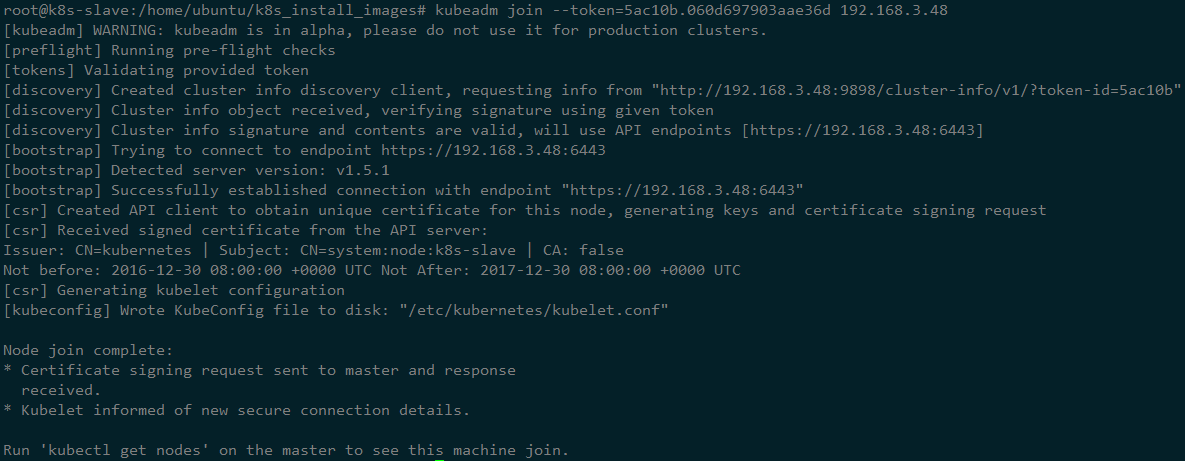 root@k8s-slave:/home/ubuntu/k8s_install_images# kubeadm join --token=5ac10b.060d697903aae36d 192.168.3.48
[kubeadm] WARNING: kubeadm is in alpha, please do not use it for production clusters.
[preflight] Running pre-flight checks
[tokens] Validating provided token
[discovery] Created cluster info discovery client, requesting info from "http://192.168.3.48:9898/cluster-info/v1/?token-id=5ac10b"
[discovery] Cluster info object received, verifying signature using given token
[discovery] Cluster info signature and contents are valid, will use API endpoints [https://192.168.3.48:6443]
[bootstrap] Trying to connect to endpoint https://192.168.3.48:6443
[bootstrap] Detected server version: v1.5.1
[bootstrap] Successfully established connection with endpoint "https://192.168.3.48:6443"
[csr] Created API client to obtain unique certificate for this node, generating keys and certificate signing request
[csr] Received signed certificate from the API server:
Issuer: CN=kubernetes | Subject: CN=system:node:k8s-slave | CA: false
Not before: 2016-12-30 08:00:00 +0000 UTC Not After: 2017-12-30 08:00:00 +0000 UTC
[csr] Generating kubelet configuration
[kubeconfig] Wrote KubeConfig file to disk: "/etc/kubernetes/kubelet.conf"

Node join complete:
* Certificate signing request sent to master and response
  received.
* Kubelet informed of new secure connection details.

Run 'kubectl get nodes' on the master to see this machine join.